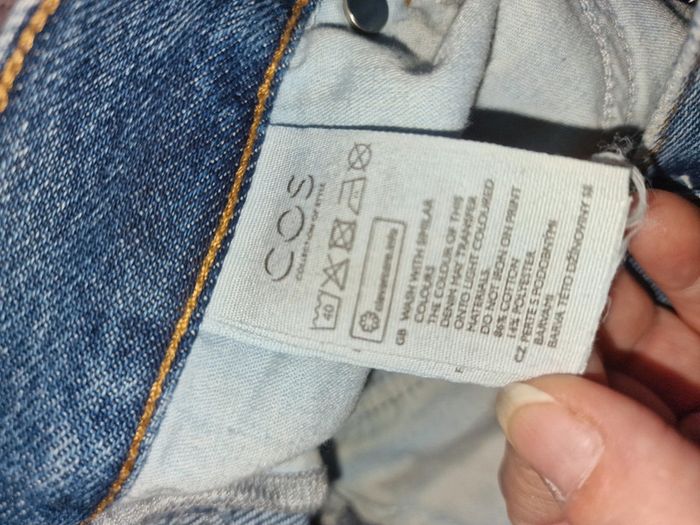 COS
COLLECTION OF STYLE
40
GB WASH WITH SIMILAR
COLOURS
THE COLOUR OF THIS
DENIM MAY TRANSFER
ONTO LIGHT COLOURED
MATERIALS.
DO NOT IRON ON PRINT
86% COTTON
14% POLYESTER
CZ PERTE S PODOBNÝMI
BARVAMI
BARVA TÉTO DŽÍNOVINY SE